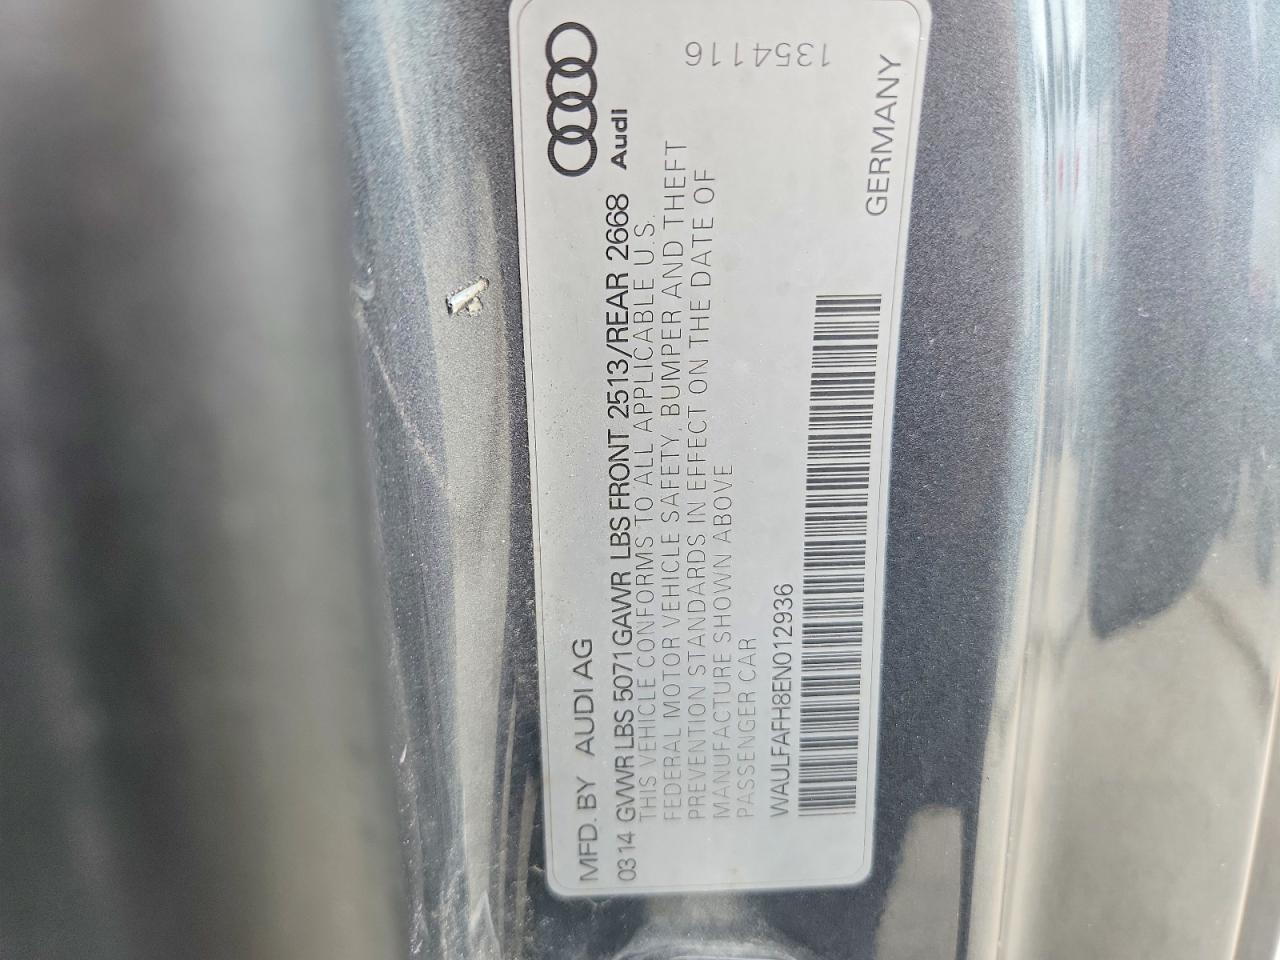 MFD. BY AUDI AG
0314 GVWR LBS 5071 GAWR LBS FRONT 2513/REAR 2668
THIS VEHICLE CONFORMS TO ALL APPLICABLE U.S.
FEDERAL MOTOR VEHICLE SAFETY, BUMPER AND THEFT
PREVENTION STANDARDS IN EFFECT ON THE DATE OF
MANUFACTURE SHOWN ABOVE
PASSENGER CAR
WAULFAFH8EN012936
Audi
1354116
GERMANY